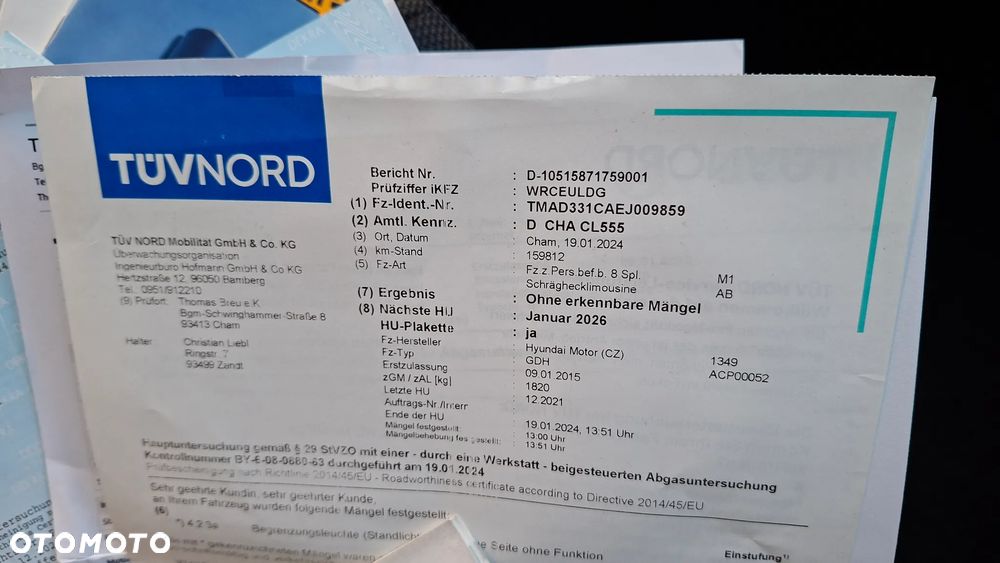 TÜVNORD
Bericht Nr. : D-10515871759001
Prüfziffer iKFZ : WRCEULDG
(1) Fz-Ident.-Nr. : TMAD331CAEJ009859
(2) Amtl. Kennz. : D CHA CL555
(3) Ort, Datum : Cham, 19.01.2024
(4) km-Stand : 159812
(5) Fz-Art : Fz.z.Pers.bef.b. 8 Spl. M1
Schräghecklimousine AB
(7) Ergebnis : Ohne erkennbare Mängel
(8) Nächste HU : Januar 2026
HU-Plakette : ja
Fz-Hersteller : Hyundai Motor (CZ) 1349
Fz-Typ : GDH ACP00052
Erstzulassung : 09.01.2015
zGM / zAL [kg] : 1820
Letzte HU : 12.2021
Auftrags-Nr./Intern :
Ende der HU : 19.01.2024, 13:51 Uhr
Mängel festgestellt: : 13:00 Uhr
Mängelbehebung festgestellt: : 13:51 Uhr
TÜV NORD Mobilität GmbH & Co. KG
Überwachungsorganisation
Ingenieurbüro Hofmann GmbH & Co KG
Hertzstraße 12, 96050 Bamberg
Tel. 0951/912210
(9) Prüfort: Thomas Breu e.K.
Bgm-Schwinghammer-Straße 8
93413 Cham
Halter: Christian Liebl
Ringstr. 7
93499 Zandt
Hauptuntersuchung gemäß § 29 StVZO mit einer - durch eine Werkstatt - beigesteuerten Abgasuntersuchung
Kontrollnummer BY-E-08-0680-63 durchgeführt am 19.01.2024
Prüfbescheinigung nach Richtlinie 2014/45/EU - Roadworthiness certificate according to Directive 2014/45/EU
Sehr geehrte Kundin, sehr geehrter Kunde,
an Ihrem Fahrzeug wurden folgende Mängel festgestellt:
(6) Einstufung¹⁾
*) 4.2.3a Begrenzungsleuchte (Standlich Seite ohne Funktion
gekennzeichneten Mängel waren
OTOMOTO